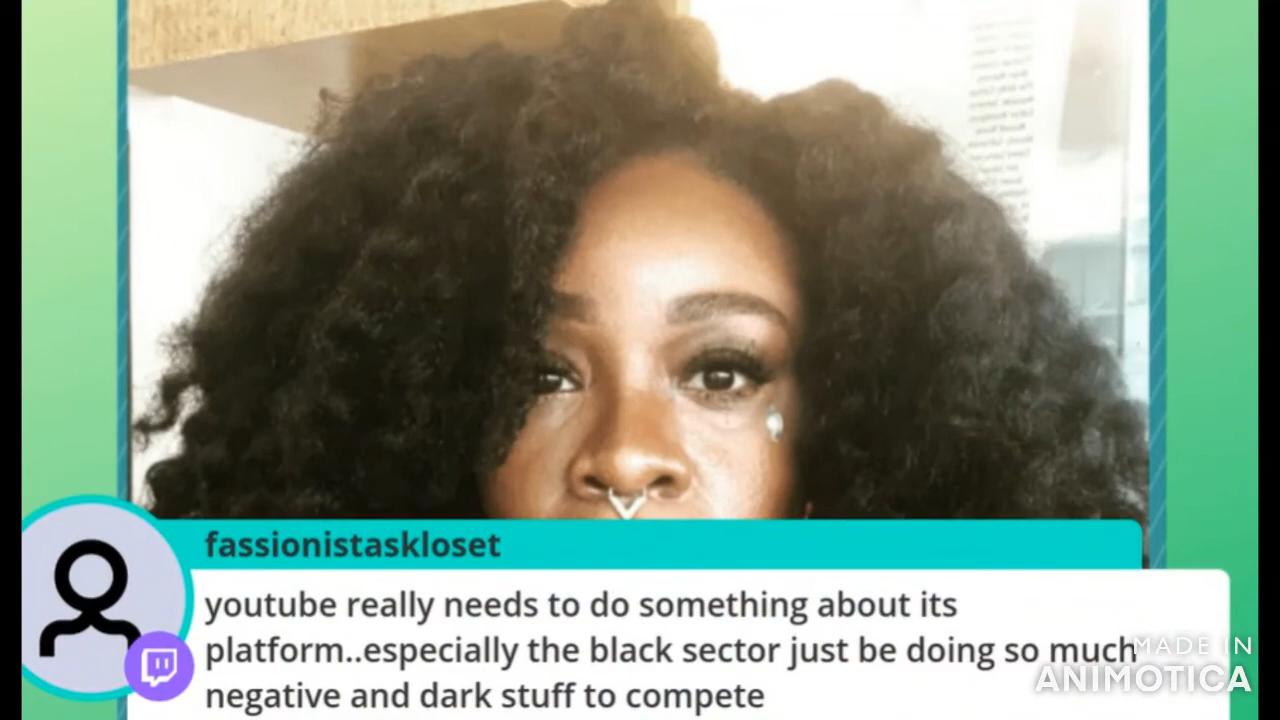 fassionistaskloset
youtube really needs to do something about its
platform..especially the black sector just be doing so much
negative and dark stuff to compete
MADE IN
ANIMOTICA